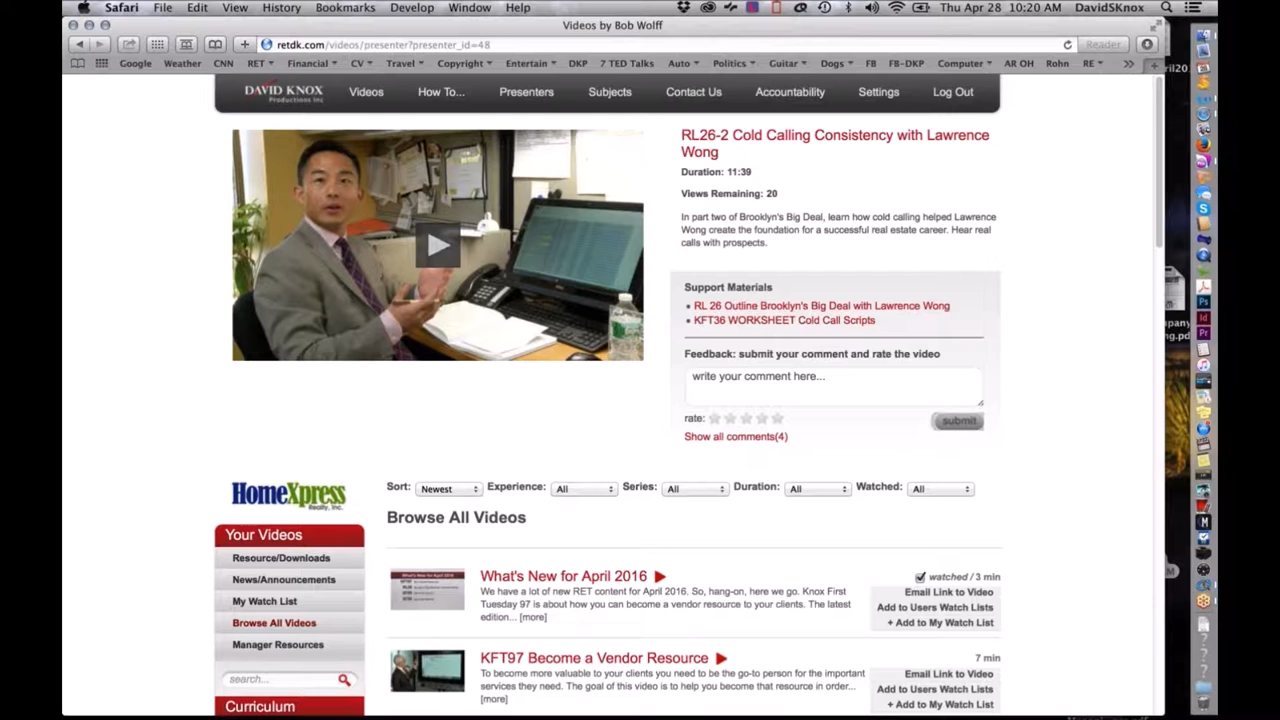 Safari File Edit View History Bookmarks Develop Window Help Thu Apr 28 10:20 AM DavidSKnox
Videos by Bob Wolff
retdk.com/videos/presenter?presenter_id=48 Reader
Google Weather CNN RET Financial CV Travel Copyright Entertain DKP 7 TED Talks Auto Politics Guitar Dogs FB FB-DKP Computer AR OH Rohn RE
DAVID KNOX
Productions Inc
Videos How To... Presenters Subjects Contact Us Accountability Settings Log Out
RL26-2 Cold Calling Consistency with Lawrence
Wong
Duration: 11:39
Views Remaining: 20
In part two of Brooklyn's Big Deal, learn how cold calling helped Lawrence
Wong create the foundation for a successful real estate career. Hear real
calls with prospects.
Support Materials
• RL 26 Outline Brooklyn's Big Deal with Lawrence Wong
• KFT36 WORKSHEET Cold Call Scripts
Feedback: submit your comment and rate the video
write your comment here...
rate: submit
Show all comments(4)
HomeXpress
Realty, Inc.
Sort: Newest Experience: All Series: All Duration: All Watched: All
Browse All Videos
Your Videos
Resource/Downloads
News/Announcements
My Watch List
Browse All Videos
Manager Resources
search...
Curriculum
What's New for April 2016
We have a lot of new RET content for April 2016. So, hang-on, here we go. Knox First
Tuesday 97 is about how you can become a vendor resource to your clients. The latest
edition... [more]
watched / 3 min
Email Link to Video
Add to Users Watch Lists
+ Add to My Watch List
KFT97 Become a Vendor Resource
To become more valuable to your clients you need to be the go-to person for the important
services they need. The goal of this video is to help you become that resource in order...
[more]
7 min
Email Link to Video
Add to Users Watch Lists
+ Add to My Watch List